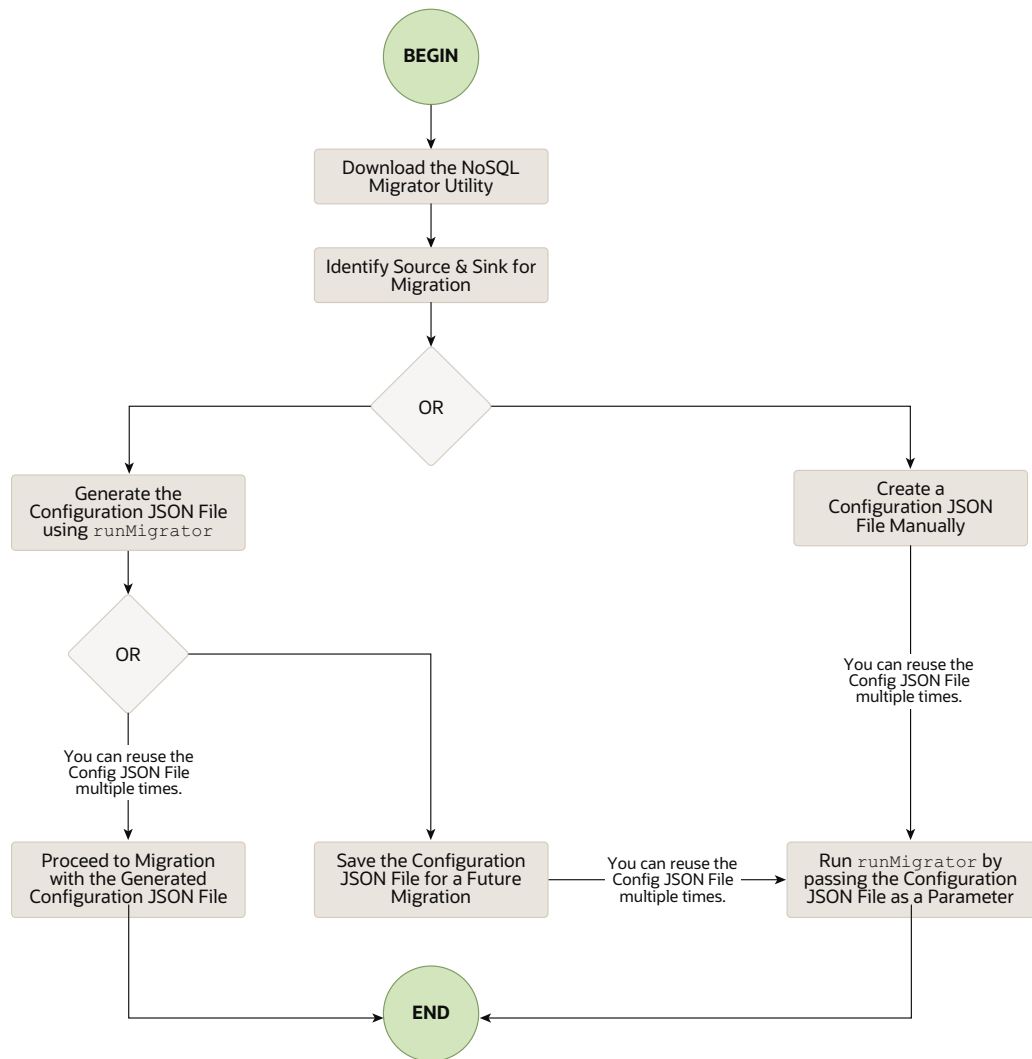 BEGIN
Download the NoSQL
Migrator Utility
Identify Source & Sink for
Migration
OR
Generate the
Configuration JSON File
using runMigrator
Create a
Configuration JSON
File Manually
OR
You can reuse the
Config JSON File
multiple times.
You can reuse the
Config JSON File
multiple times.
Proceed to Migration
with the Generated
Configuration JSON File
Save the Configuration
JSON File for a Future
Migration
You can reuse the
Config JSON File
multiple times.
Run runMigrator by
passing the Configuration
JSON File as a Parameter
END